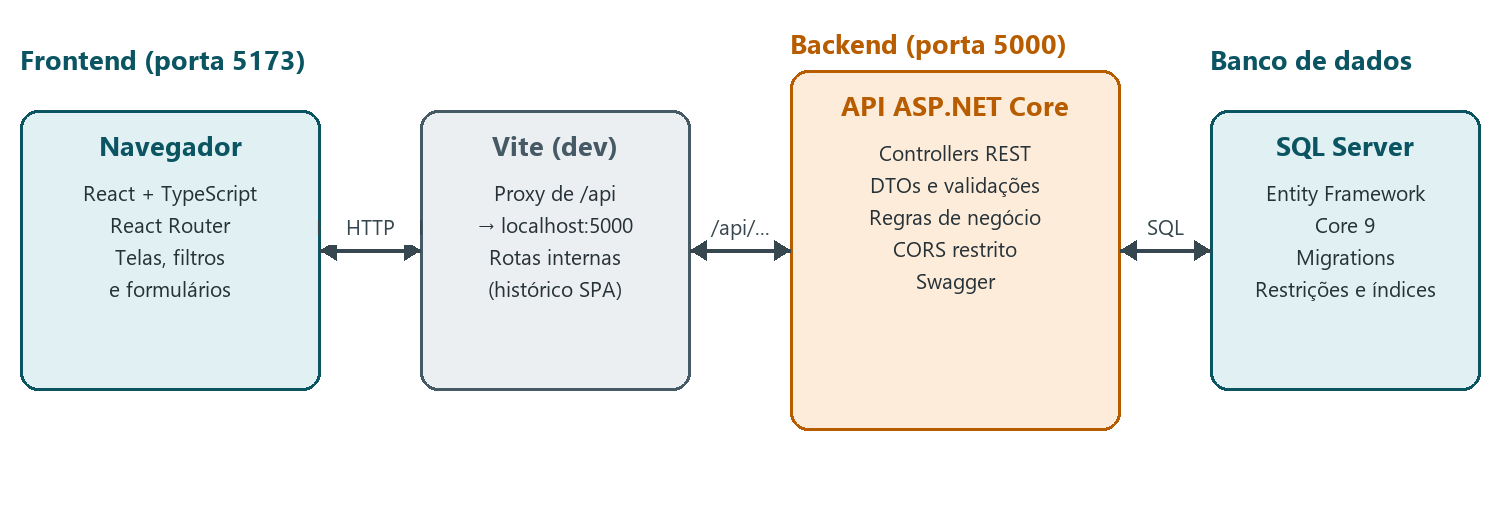 Frontend (porta 5173)
Navegador
React + TypeScript
React Router
Telas, filtros
e formulários
HTTP
Vite (dev)
Proxy de /api
→ localhost:5000
Rotas internas
(histórico SPA)
/api/...
Backend (porta 5000)
API ASP.NET Core
Controllers REST
DTOs e validações
Regras de negócio
CORS restrito
Swagger
SQL
Banco de dados
SQL Server
Entity Framework
Core 9
Migrations
Restrições e índices